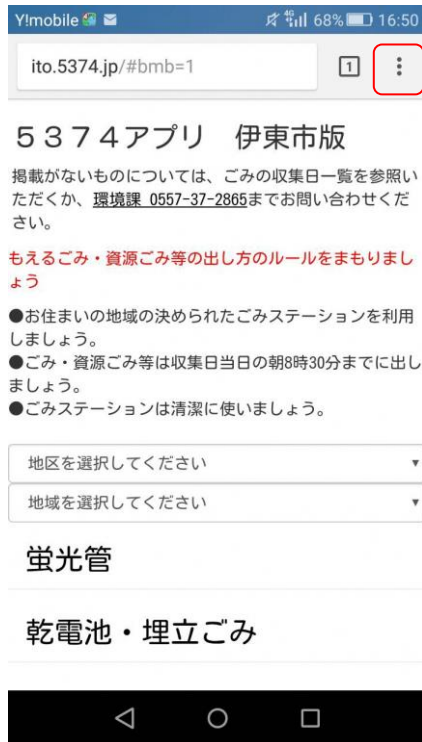 Y!mobile 4G 68% 16:50
ito.5374.jp/#bmb=1 1
５３７４アプリ　伊東市版
掲載がないものについては、ごみの収集日一覧を参照い
ただくか、環境課 0557-37-2865までお問い合わせくだ
さい。
もえるごみ・資源ごみ等の出し方のルールをまもりまし
ょう
●お住まいの地域の決められたごみステーションを利用
しましょう。
●ごみ・資源ごみ等は収集日当日の朝8時30分までに出し
ましょう。
●ごみステーションは清潔に使いましょう。
地区を選択してください
地域を選択してください
蛍光管
乾電池・埋立ごみ